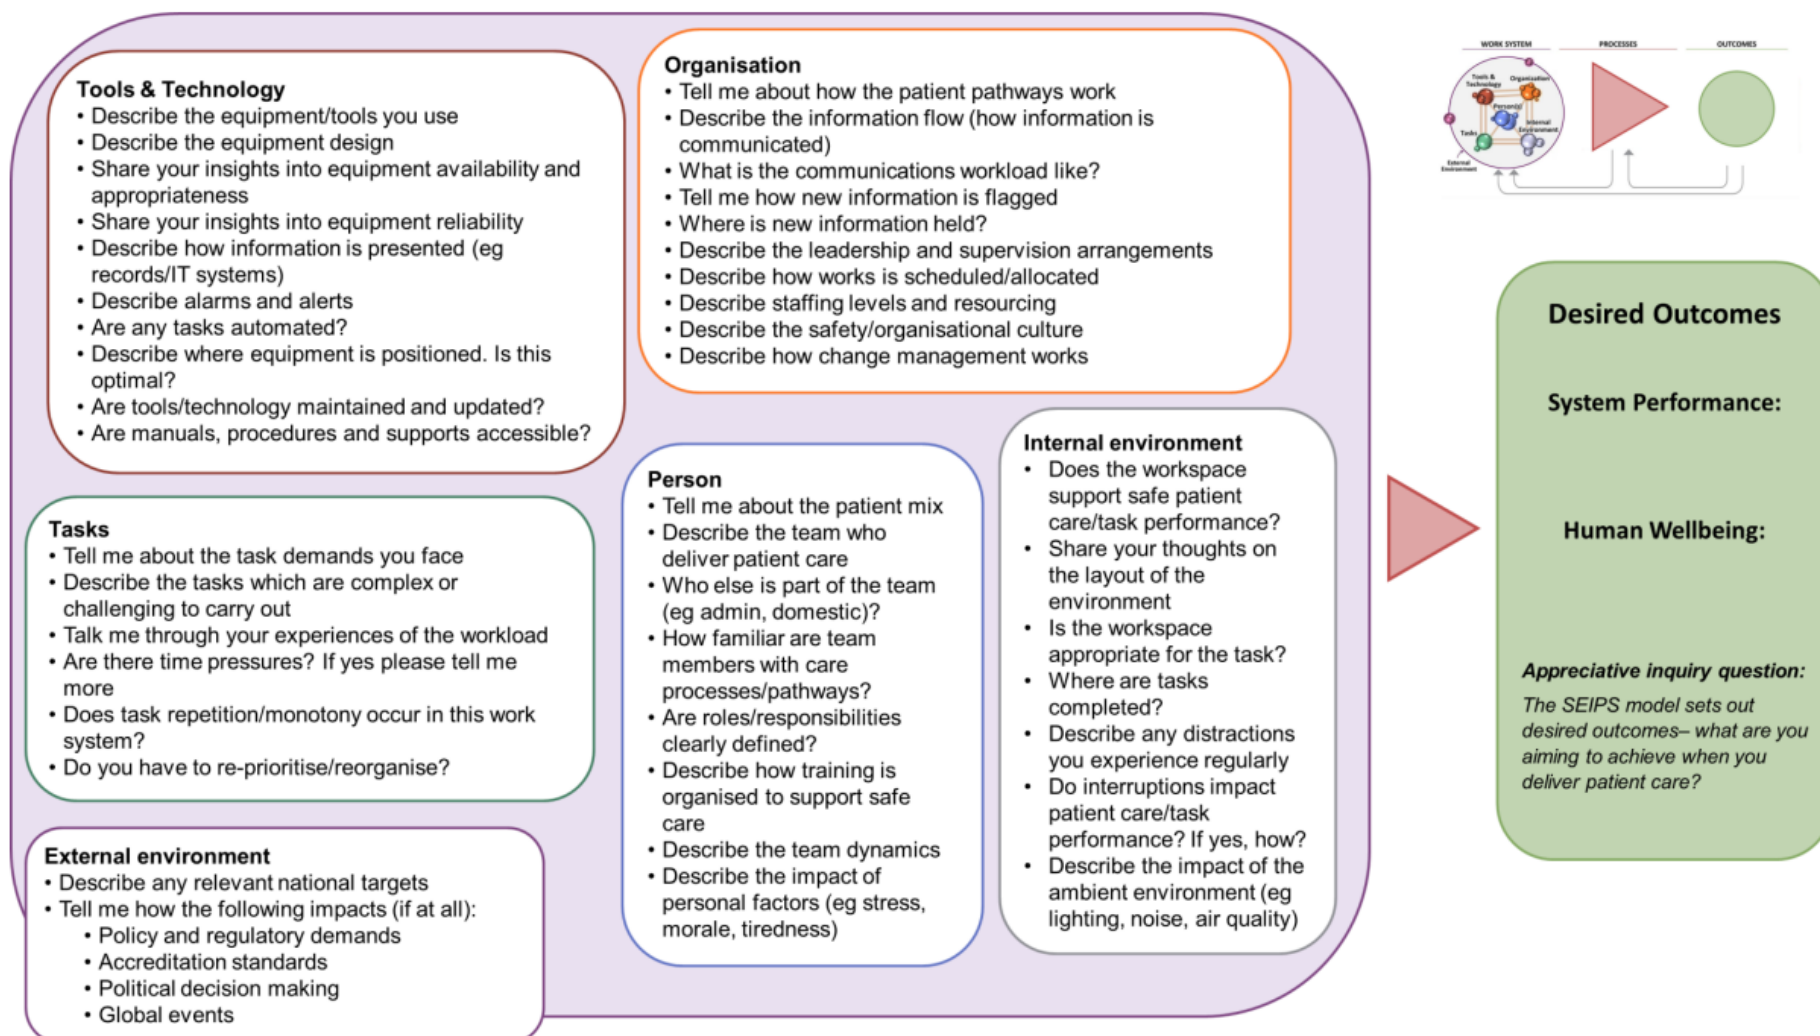 Tools & Technology
• Describe the equipment/tools you use
• Describe the equipment design
• Share your insights into equipment availability and
appropriateness
• Share your insights into equipment reliability
• Describe how information is presented (eg
records/IT systems)
• Describe alarms and alerts
• Are any tasks automated?
• Describe where equipment is positioned. Is this
optimal?
• Are tools/technology maintained and updated?
• Are manuals, procedures and supports accessible?
Organisation
• Tell me about how the patient pathways work
• Describe the information flow (how information is
communicated)
• What is the communications workload like?
• Tell me how new information is flagged
• Where is new information held?
• Describe the leadership and supervision arrangements
• Describe how works is scheduled/allocated
• Describe staffing levels and resourcing
• Describe the safety/organisational culture
• Describe how change management works
Tasks
• Tell me about the task demands you face
• Describe the tasks which are complex or
challenging to carry out
• Talk me through your experiences of the workload
• Are there time pressures? If yes please tell me
more
• Does task repetition/monotony occur in this work
system?
• Do you have to re-prioritise/reorganise?
Person
• Tell me about the patient mix
• Describe the team who
deliver patient care
• Who else is part of the team
(eg admin, domestic)?
• How familiar are team
members with care
processes/pathways?
• Are roles/responsibilities
clearly defined?
• Describe how training is
organised to support safe
care
• Describe the team dynamics
• Describe the impact of
personal factors (eg stress,
morale, tiredness)
Internal environment
• Does the workspace
support safe patient
care/task performance?
• Share your thoughts on
the layout of the
environment
• Is the workspace
appropriate for the task?
• Where are tasks
completed?
• Describe any distractions
you experience regularly
• Do interruptions impact
patient care/task
performance? If yes, how?
• Describe the impact of the
ambient environment (eg
lighting, noise, air quality)
External environment
• Describe any relevant national targets
• Tell me how the following impacts (if at all):
• Policy and regulatory demands
• Accreditation standards
• Political decision making
• Global events
WORK SYSTEM
PROCESSES
OUTCOMES
Tools &
Technology
Organisation
Person(s)
Tasks
Internal
Environment
External
Environment
Desired Outcomes
System Performance:
Human Wellbeing:
Appreciative inquiry question:
The SEIPS model sets out
desired outcomes– what are you
aiming to achieve when you
deliver patient care?